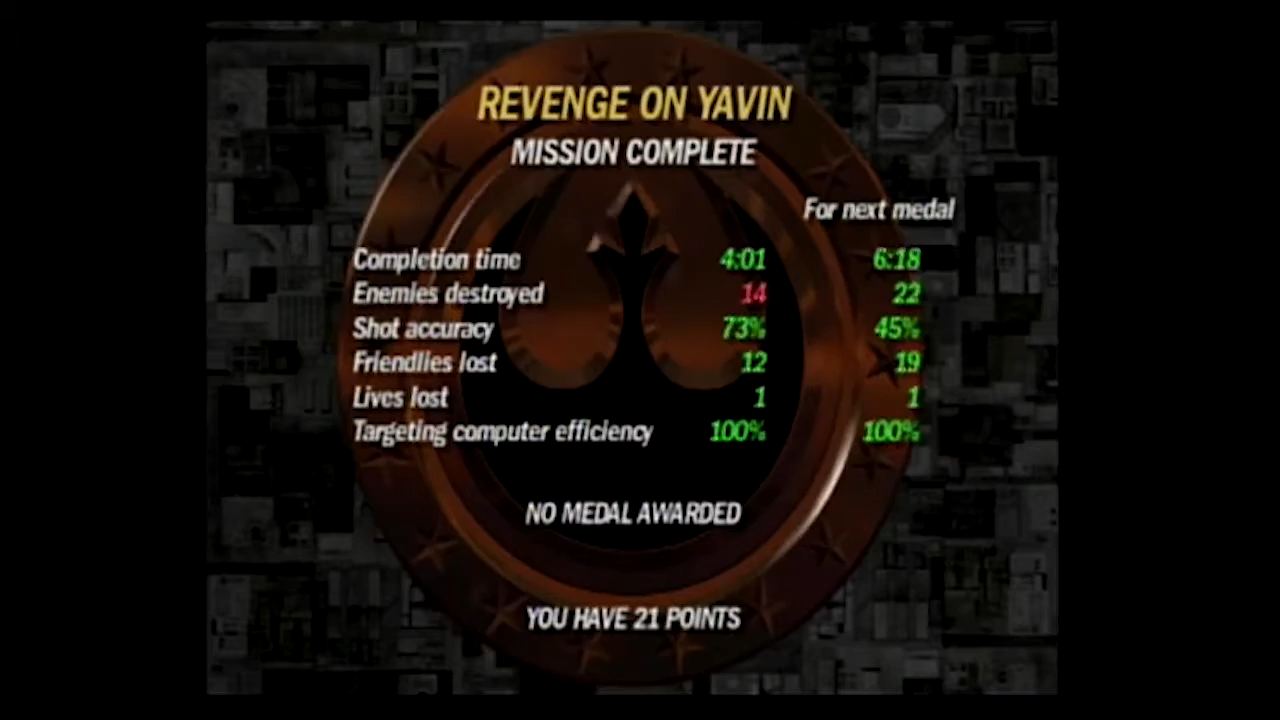 REVENGE ON YAVIN
MISSION COMPLETE
For next medal
Completion time 4:01 6:18
Enemies destroyed 14 22
Shot accuracy 73% 45%
Friendlies lost 12 19
Lives lost 1 1
Targeting computer efficiency 100% 100%
NO MEDAL AWARDED
YOU HAVE 21 POINTS